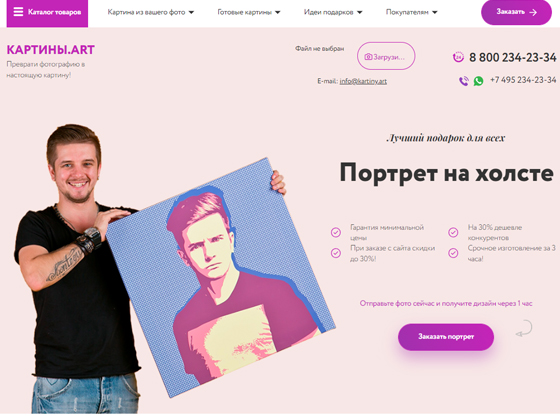 Каталог товаров
Картина из вашего фото
Готовые картины
Идеи подарков
Покупателям
Заказать
КАРТИНЫ.ART
Преврати фотографию в
настоящую картину!
Файл не выбран
Загрузи...
E-mail: info@kartiny.art
24
8 800 234-23-34
+7 495 234-23-34
Лучший подарок для всех
Портрет на холсте
Гарантия минимальной
цены
На 30% дешевле
конкурентов
При заказе с сайта скидки
до 30%!
Срочное изготовление за 3
часа!
Отправьте фото сейчас и получите дизайн через 1 час
Заказать портрет